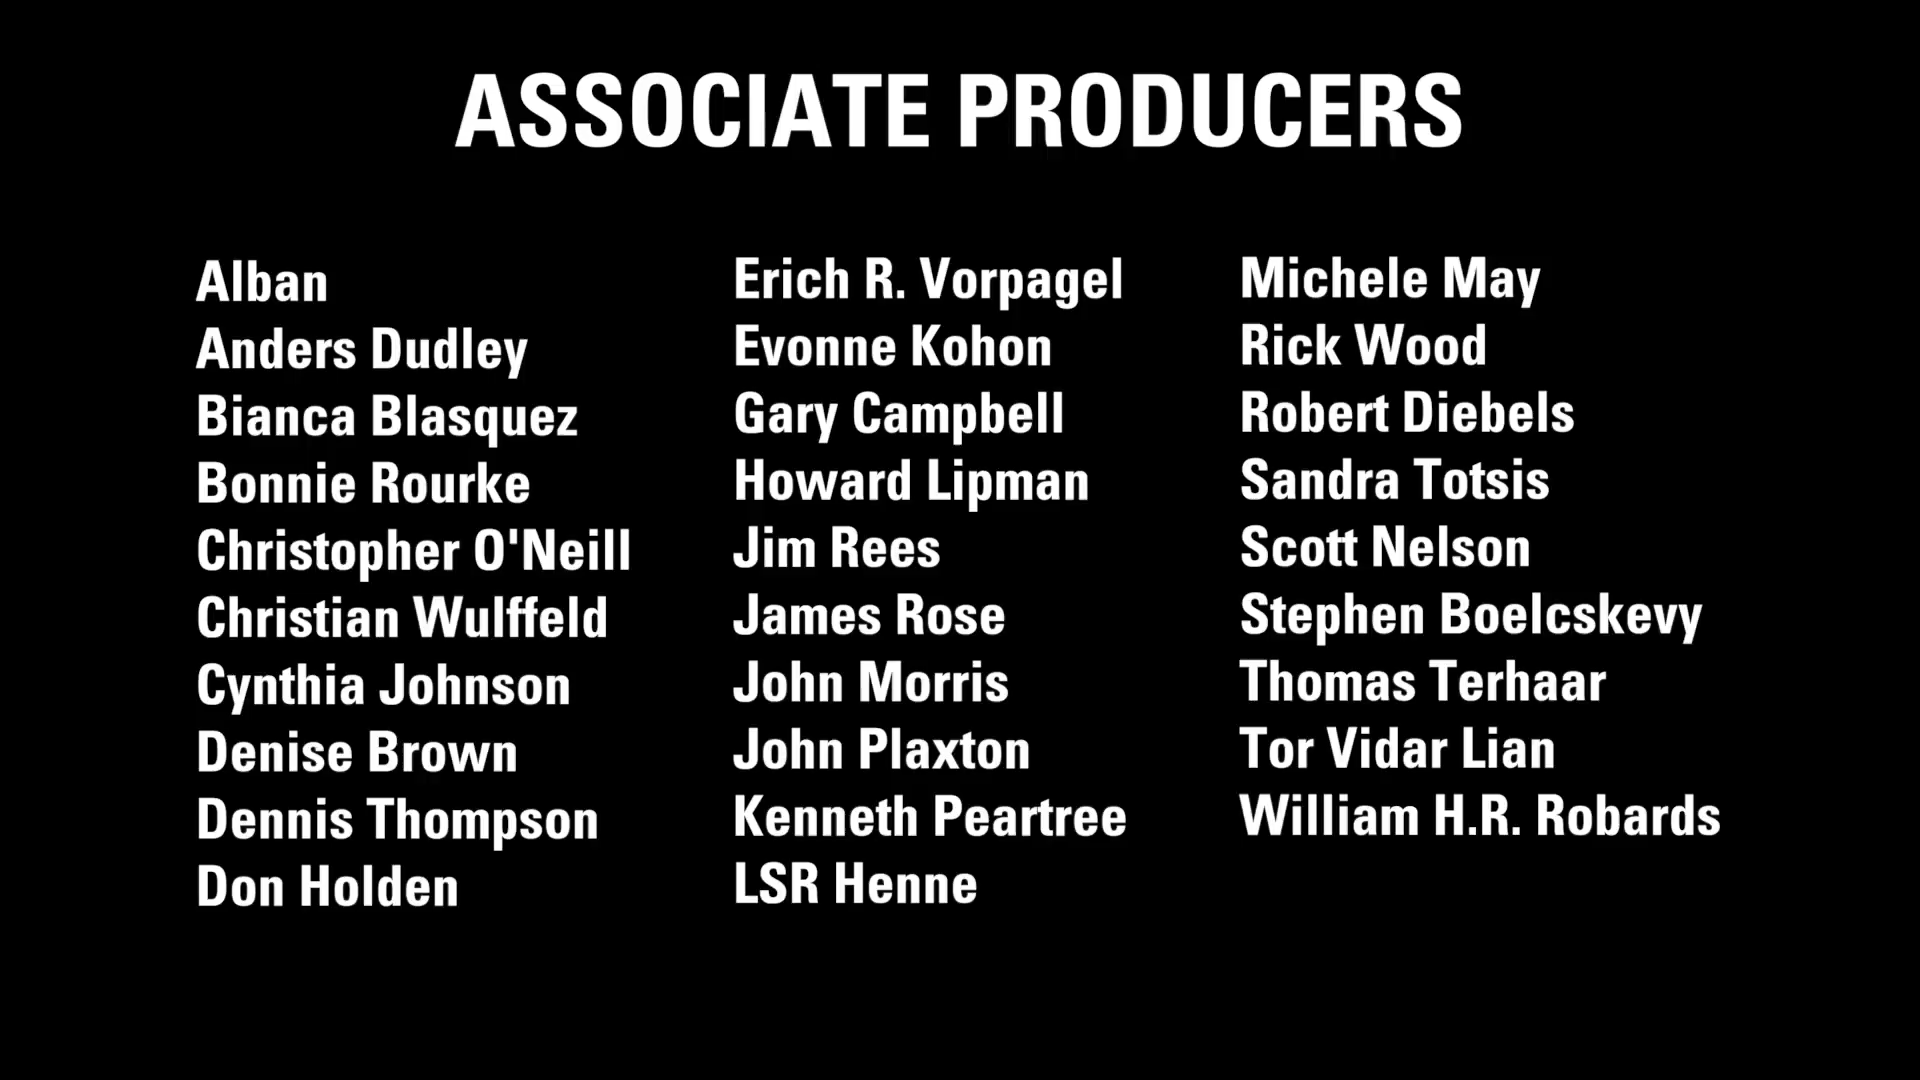 ASSOCIATE PRODUCERS
Alban
Anders Dudley
Bianca Blasquez
Bonnie Rourke
Christopher O'Neill
Christian Wulffeld
Cynthia Johnson
Denise Brown
Dennis Thompson
Don Holden
Erich R. Vorpagel
Evonne Kohon
Gary Campbell
Howard Lipman
Jim Rees
James Rose
John Morris
John Plaxton
Kenneth Peartree
LSR Henne
Michele May
Rick Wood
Robert Diebels
Sandra Totsis
Scott Nelson
Stephen Boelcskevy
Thomas Terhaar
Tor Vidar Lian
William H.R. Robards